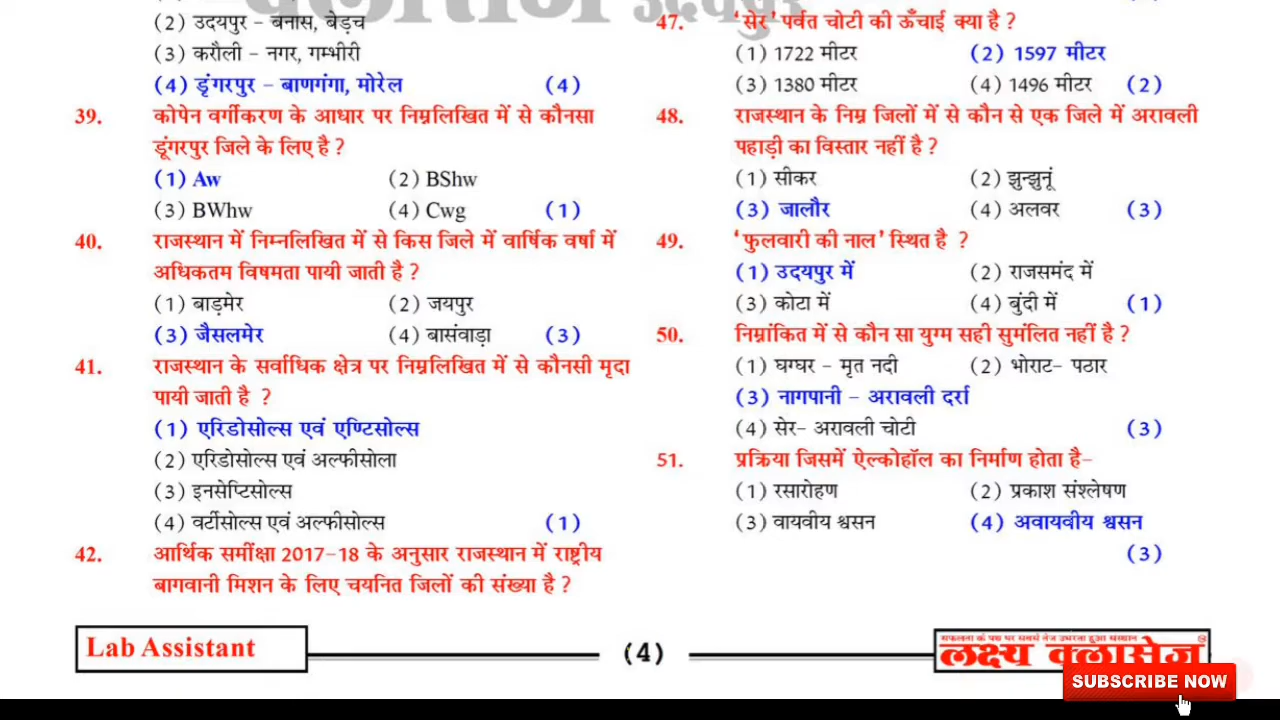 (2) उदयपुर – बनास, बेड़च
(3) करौली – नगर, गम्भीरी
(4) डूंगरपुर – बाणगंगा, मोरेल (4)
39. कोपेन वर्गीकरण के आधार पर निम्नलिखित में से कौनसा
डूंगरपुर जिले के लिए है ?
(1) Aw (2) BShw
(3) BWhw (4) Cwg (1)
40. राजस्थान में निम्नलिखित में से किस जिले में वार्षिक वर्षा में
अधिकतम विषमता पायी जाती है ?
(1) बाड़मेर (2) जयपुर
(3) जैसलमेर (4) बासंवाड़ा (3)
41. राजस्थान के सर्वाधिक क्षेत्र पर निम्नलिखित में से कौनसी मृदा
पायी जाती है ?
(1) एरिडोसोल्स एवं एण्टिसोल्स
(2) एरिडोसोल्स एवं अल्फीसोला
(3) इनसेप्टिसोल्स
(4) वर्टीसोल्स एवं अल्फीसोल्स (1)
42. आर्थिक समींक्षा 2017-18 के अनुसार राजस्थान में राष्ट्रीय
बागवानी मिशन के लिए चयनित जिलों की संख्या है ?
उदयपुर
47. 'सेर' पर्वत चोटी की ऊँचाई क्या है ?
(1) 1722 मीटर (2) 1597 मीटर
(3) 1380 मीटर (4) 1496 मीटर (2)
48. राजस्थान के निम्न जिलों में से कौन से एक जिले में अरावली
पहाड़ी का विस्तार नहीं है ?
(1) सीकर (2) झुन्झुनूं
(3) जालौर (4) अलवर (3)
49. 'फुलवारी की नाल' स्थित है ?
(1) उदयपुर में (2) राजसमंद में
(3) कोटा में (4) बुंदी में (1)
50. निम्नांकित में से कौन सा युग्म सही सुमंलित नहीं है ?
(1) घग्घर – मृत नदी (2) भोराट– पठार
(3) नागपानी – अरावली दर्रा
(4) सेर– अरावली चोटी (3)
51. प्रक्रिया जिसमें ऐल्कोहॉल का निर्माण होता है–
(1) रसारोहण (2) प्रकाश संश्लेषण
(3) वायवीय श्वसन (4) अवायवीय श्वसन
(3)
Lab Assistant
(4)
सफलता के पथ पर सबसे तेज उभरता हुआ संस्थान
लक्ष्य क्लासेज
SUBSCRIBE NOW